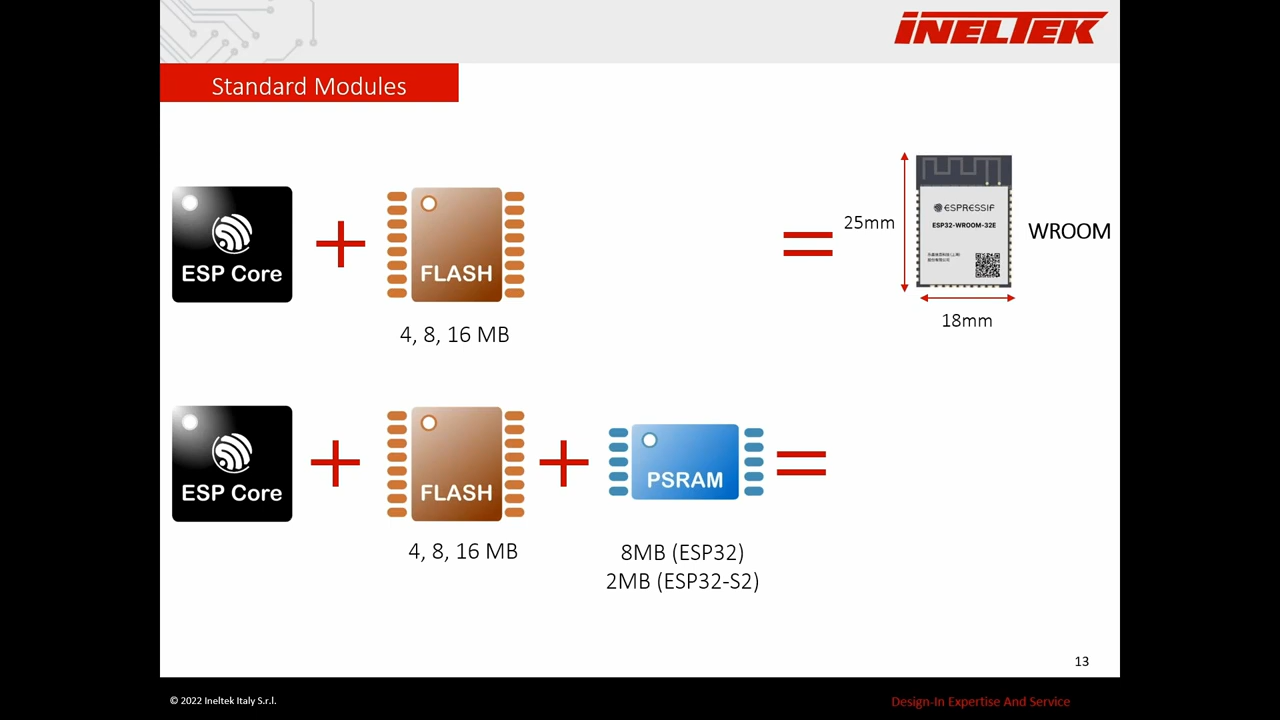 INELTEK
Standard Modules
ESP Core
FLASH
4, 8, 16 MB
25mm
ESPRESSIF
ESP32-WROOM-32E
18mm
WROOM
ESP Core
FLASH
PSRAM
4, 8, 16 MB
8MB (ESP32)
2MB (ESP32-S2)
13
© 2022 Ineltek Italy S.r.l.
Design-In Expertise And Service